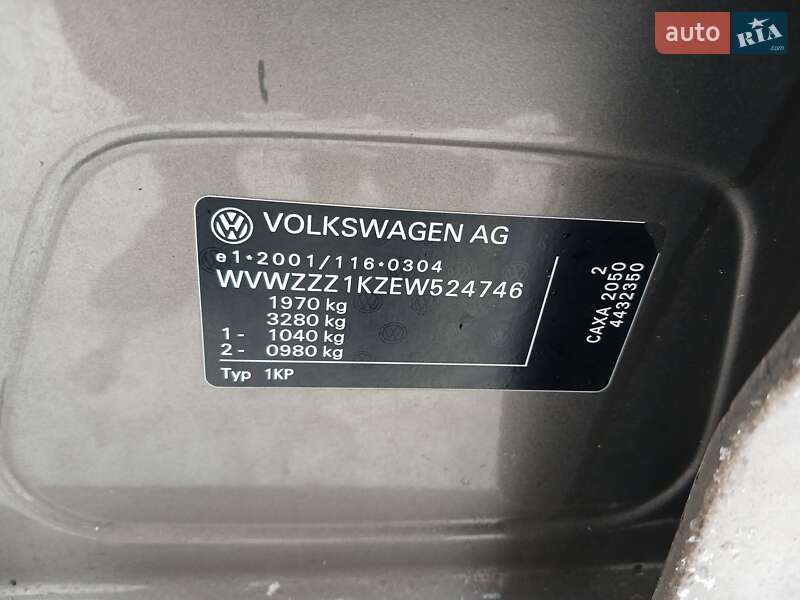 auto RIA.com
VOLKSWAGEN AG
e1*2001/116*0304
WVWZZZ1KZEW524746
1970 kg
3280 kg
1- 1040 kg
2- 0980 kg
Typ 1KP
2
CAXA 2050
4432350